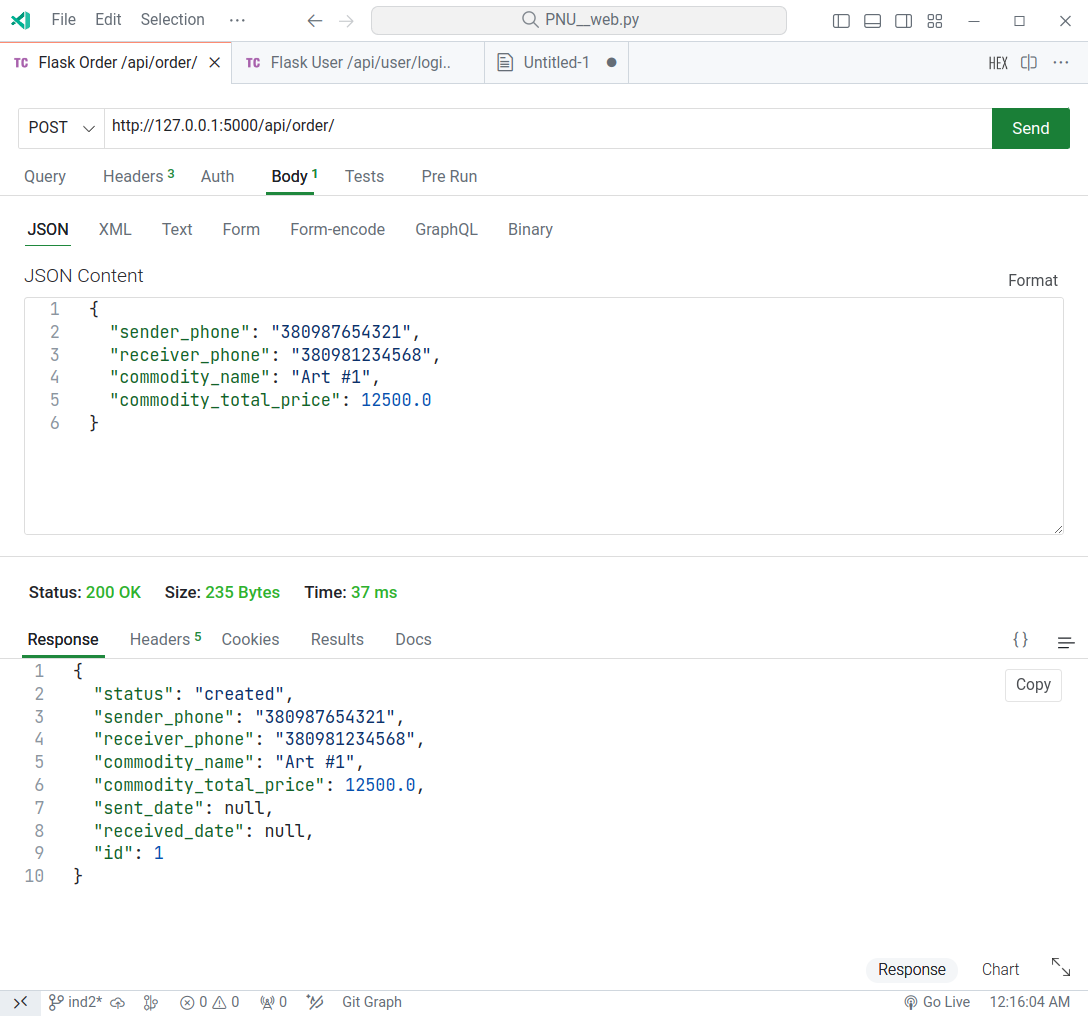 File Edit Selection ··· PNU__web.py
TC Flask Order /api/order/ TC Flask User /api/user/logi.. Untitled-1 HEX ···
POST http://127.0.0.1:5000/api/order/ Send
Query Headers 3 Auth Body 1 Tests Pre Run
JSON XML Text Form Form-encode GraphQL Binary
JSON Content
Format
1 {
2 "sender_phone": "380987654321",
3 "receiver_phone": "380981234568",
4 "commodity_name": "Art #1",
5 "commodity_total_price": 12500.0
6 }
Status: 200 OK Size: 235 Bytes Time: 37 ms
Response Headers 5 Cookies Results Docs {}
1 {
Copy
2 "status": "created",
3 "sender_phone": "380987654321",
4 "receiver_phone": "380981234568",
5 "commodity_name": "Art #1",
6 "commodity_total_price": 12500.0,
7 "sent_date": null,
8 "received_date": null,
9 "id": 1
10 }
Response Chart
ind2* 0 0 0 Git Graph Go Live 12:16:04 AM